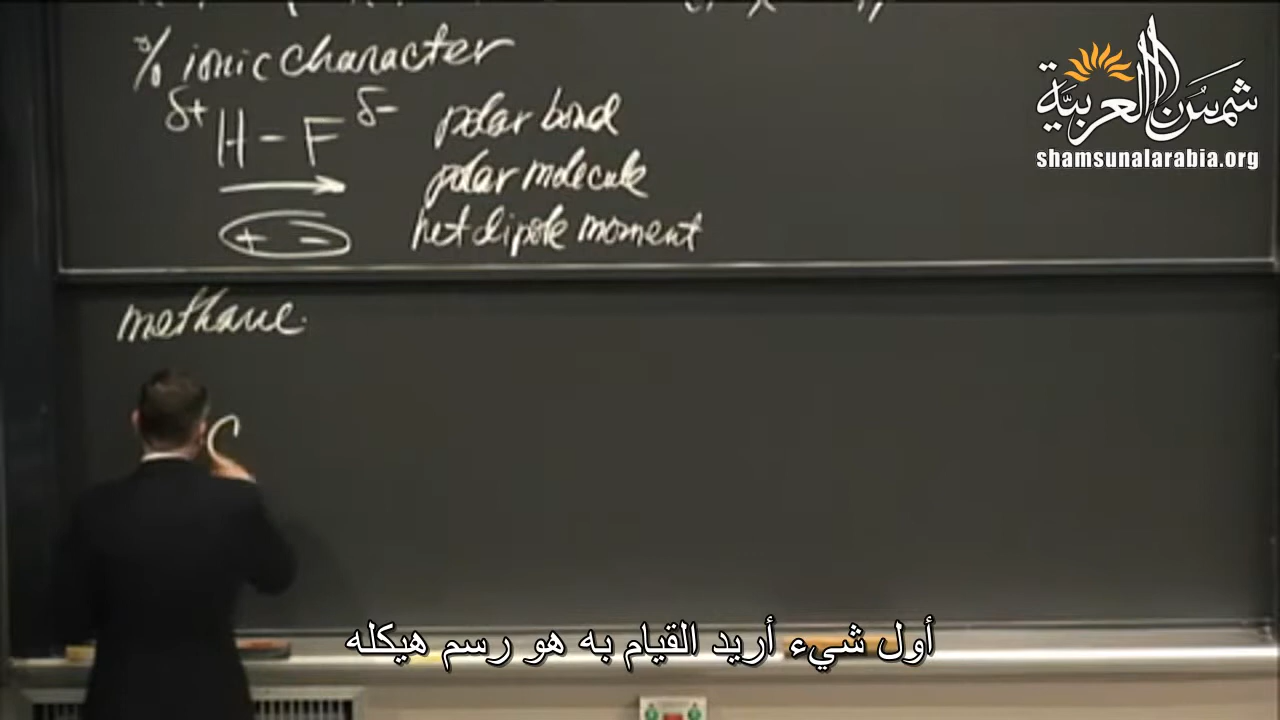 % ionic character
δ+ H – F δ- polar bond
polar molecule
+ - net dipole moment
methane
C
شمس العربية
shamsunalarabia.org
أول شيء أريد القيام به هو رسم هيكله